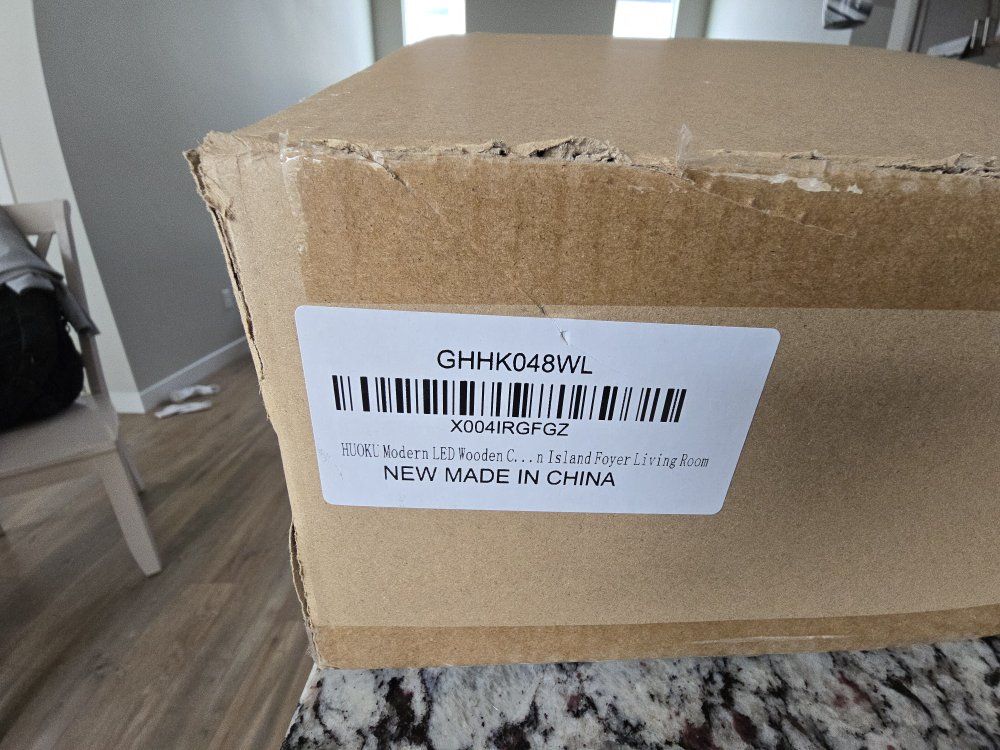 GHHK048WL
X004IRGFGZ
HUOKU Modern LED Wooden C...n Island Foyer Living Room
NEW MADE IN CHINA